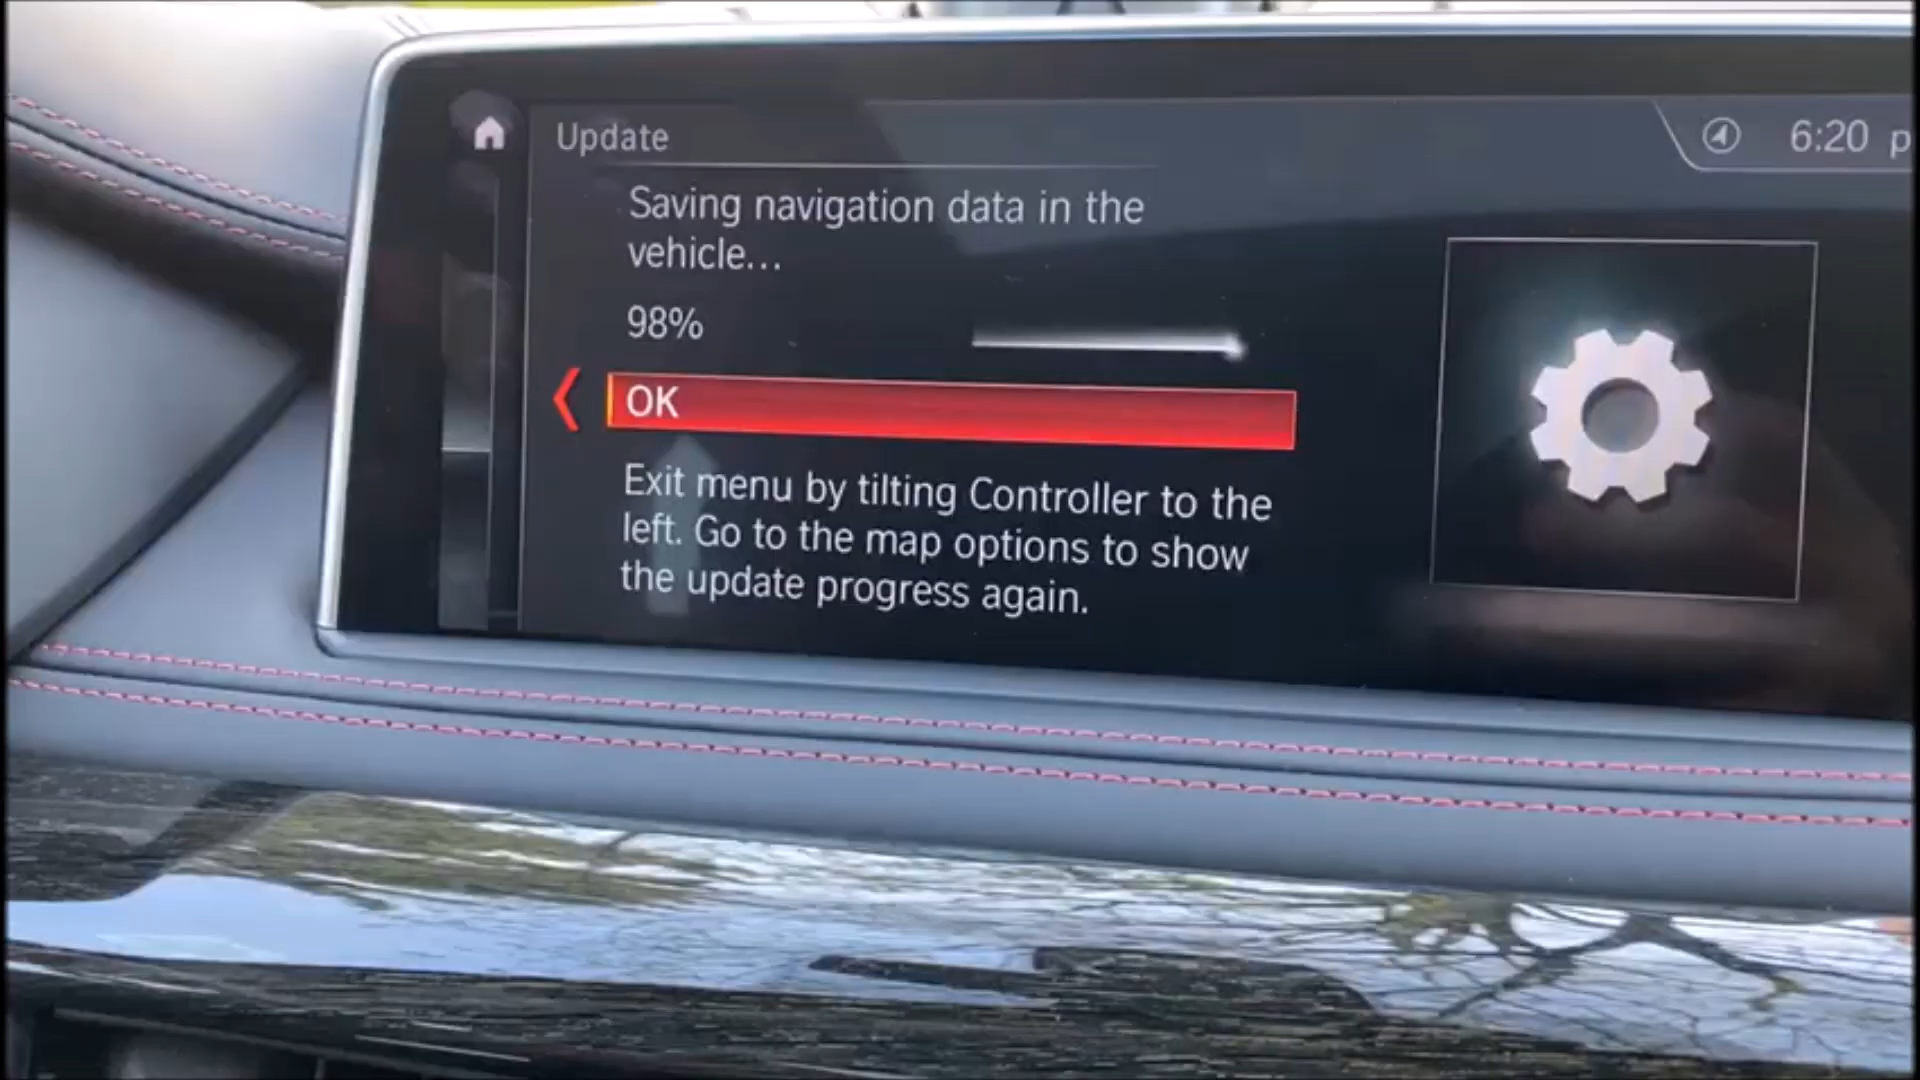 Update
6:20 p
Saving navigation data in the
vehicle...
98%
OK
Exit menu by tilting Controller to the
left. Go to the map options to show
the update progress again.